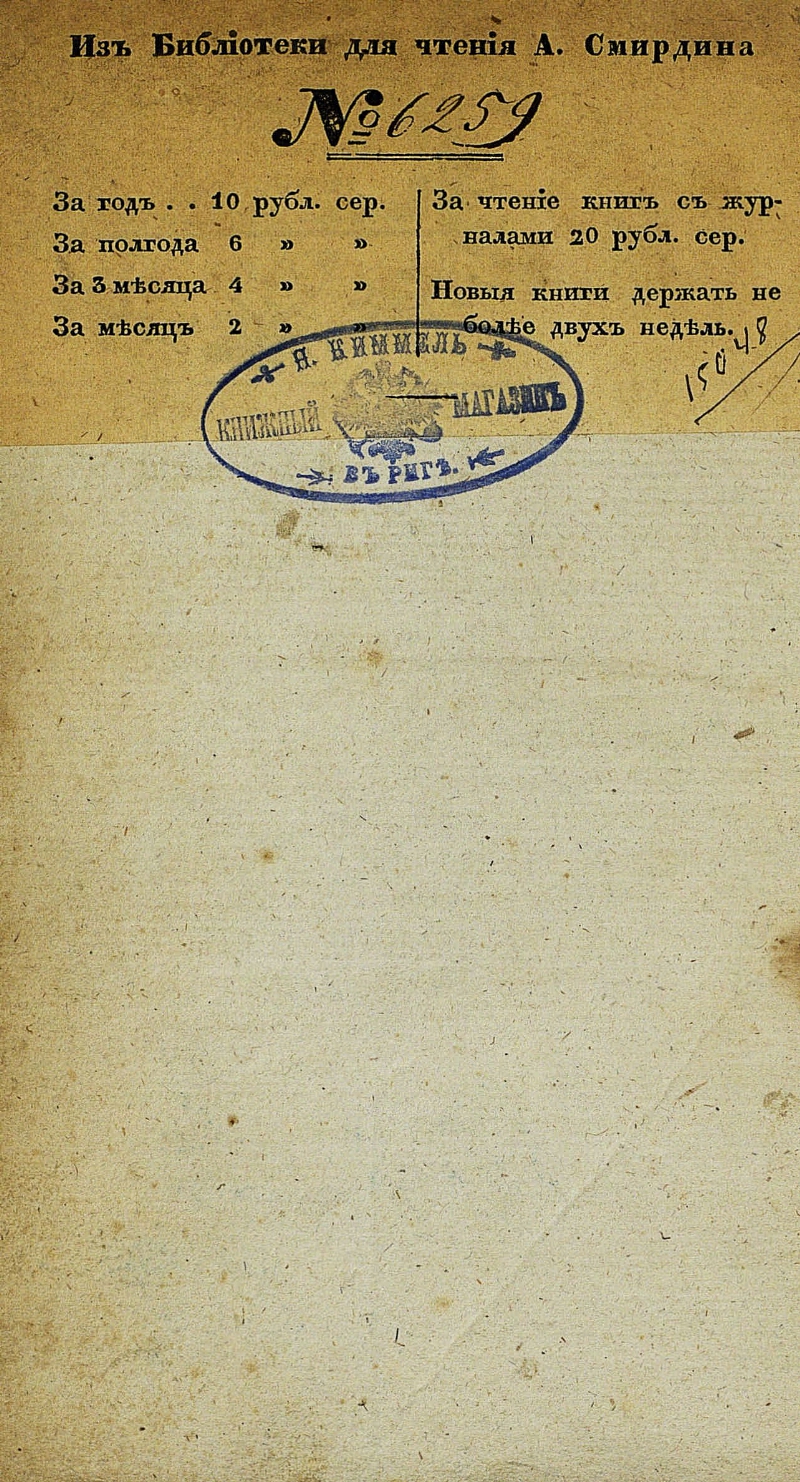 Изъ Библіотеки для чтенія А. Смирдина
№ 6259
За годъ . . 10 рубл. сер.
За полгода 6 » »
За 3 мѣсяца 4 » »
За мѣсяцъ 2 » »
За чтеніе книгъ съ жур-
налами 20 рубл. сер.
Новыя книги держать не
болѣе двухъ недѣль.
КИММЕЛЬ
КНИЖНЫЙ МАГАЗИНЪ
ВЪ РИГѢ.